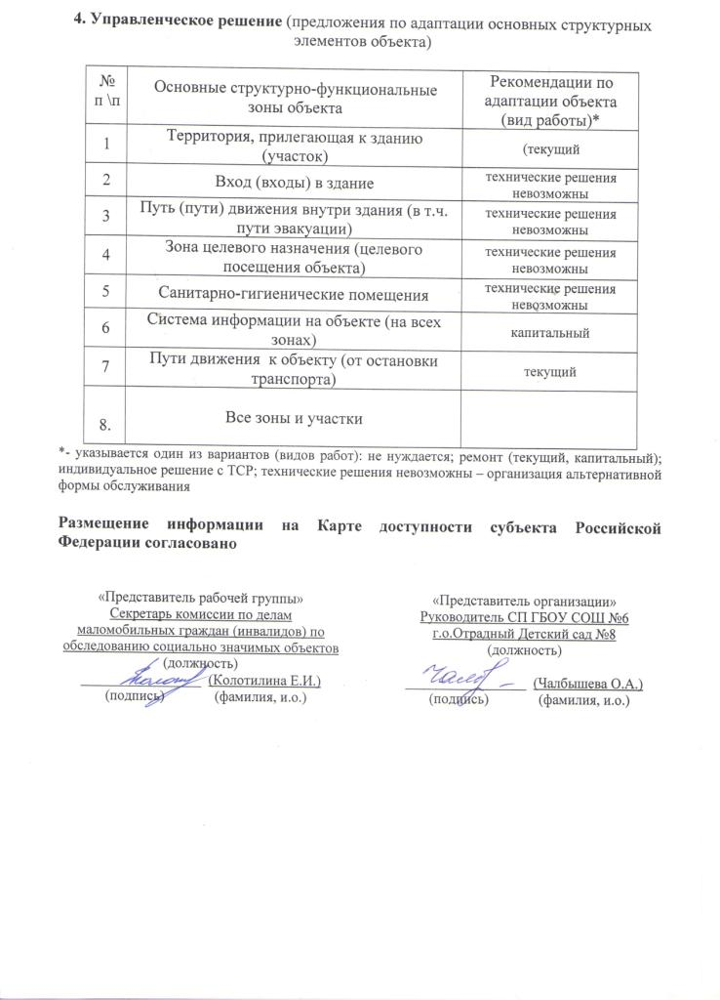 4. Управленческое решение (предложения по адаптации основных структурных
элементов объекта)
№
п \п
Основные структурно-функциональные
зоны объекта
Рекомендации по
адаптации объекта
(вид работы)*
1
Территория, прилегающая к зданию
(участок)
(текущий
2
Вход (входы) в здание
технические решения
невозможны
3
Путь (пути) движения внутри здания (в т.ч.
пути эвакуации)
технические решения
невозможны
4
Зона целевого назначения (целевого
посещения объекта)
технические решения
невозможны
5
Санитарно-гигиенические помещения
технические решения
невозможны
6
Система информации на объекте (на всех
зонах)
капитальный
7
Пути движения к объекту (от остановки
транспорта)
текущий
8.
Все зоны и участки
*- указывается один из вариантов (видов работ): не нуждается; ремонт (текущий, капитальный);
индивидуальное решение с ТСР; технические решения невозможны – организация альтернативной
формы обслуживания
Размещение информации на Карте доступности субъекта Российской
Федерации согласовано
«Представитель рабочей группы»
Секретарь комиссии по делам
маломобильных граждан (инвалидов) по
обследованию социально значимых объектов
(должность)
(Колотилина Е.И.)
(подпись) (фамилия, и.о.)
«Представитель организации»
Руководитель СП ГБОУ СОШ №6
г.о.Отрадный Детский сад №8
(должность)
(Чалбышева О.А.)
(подпись) (фамилия, и.о.)